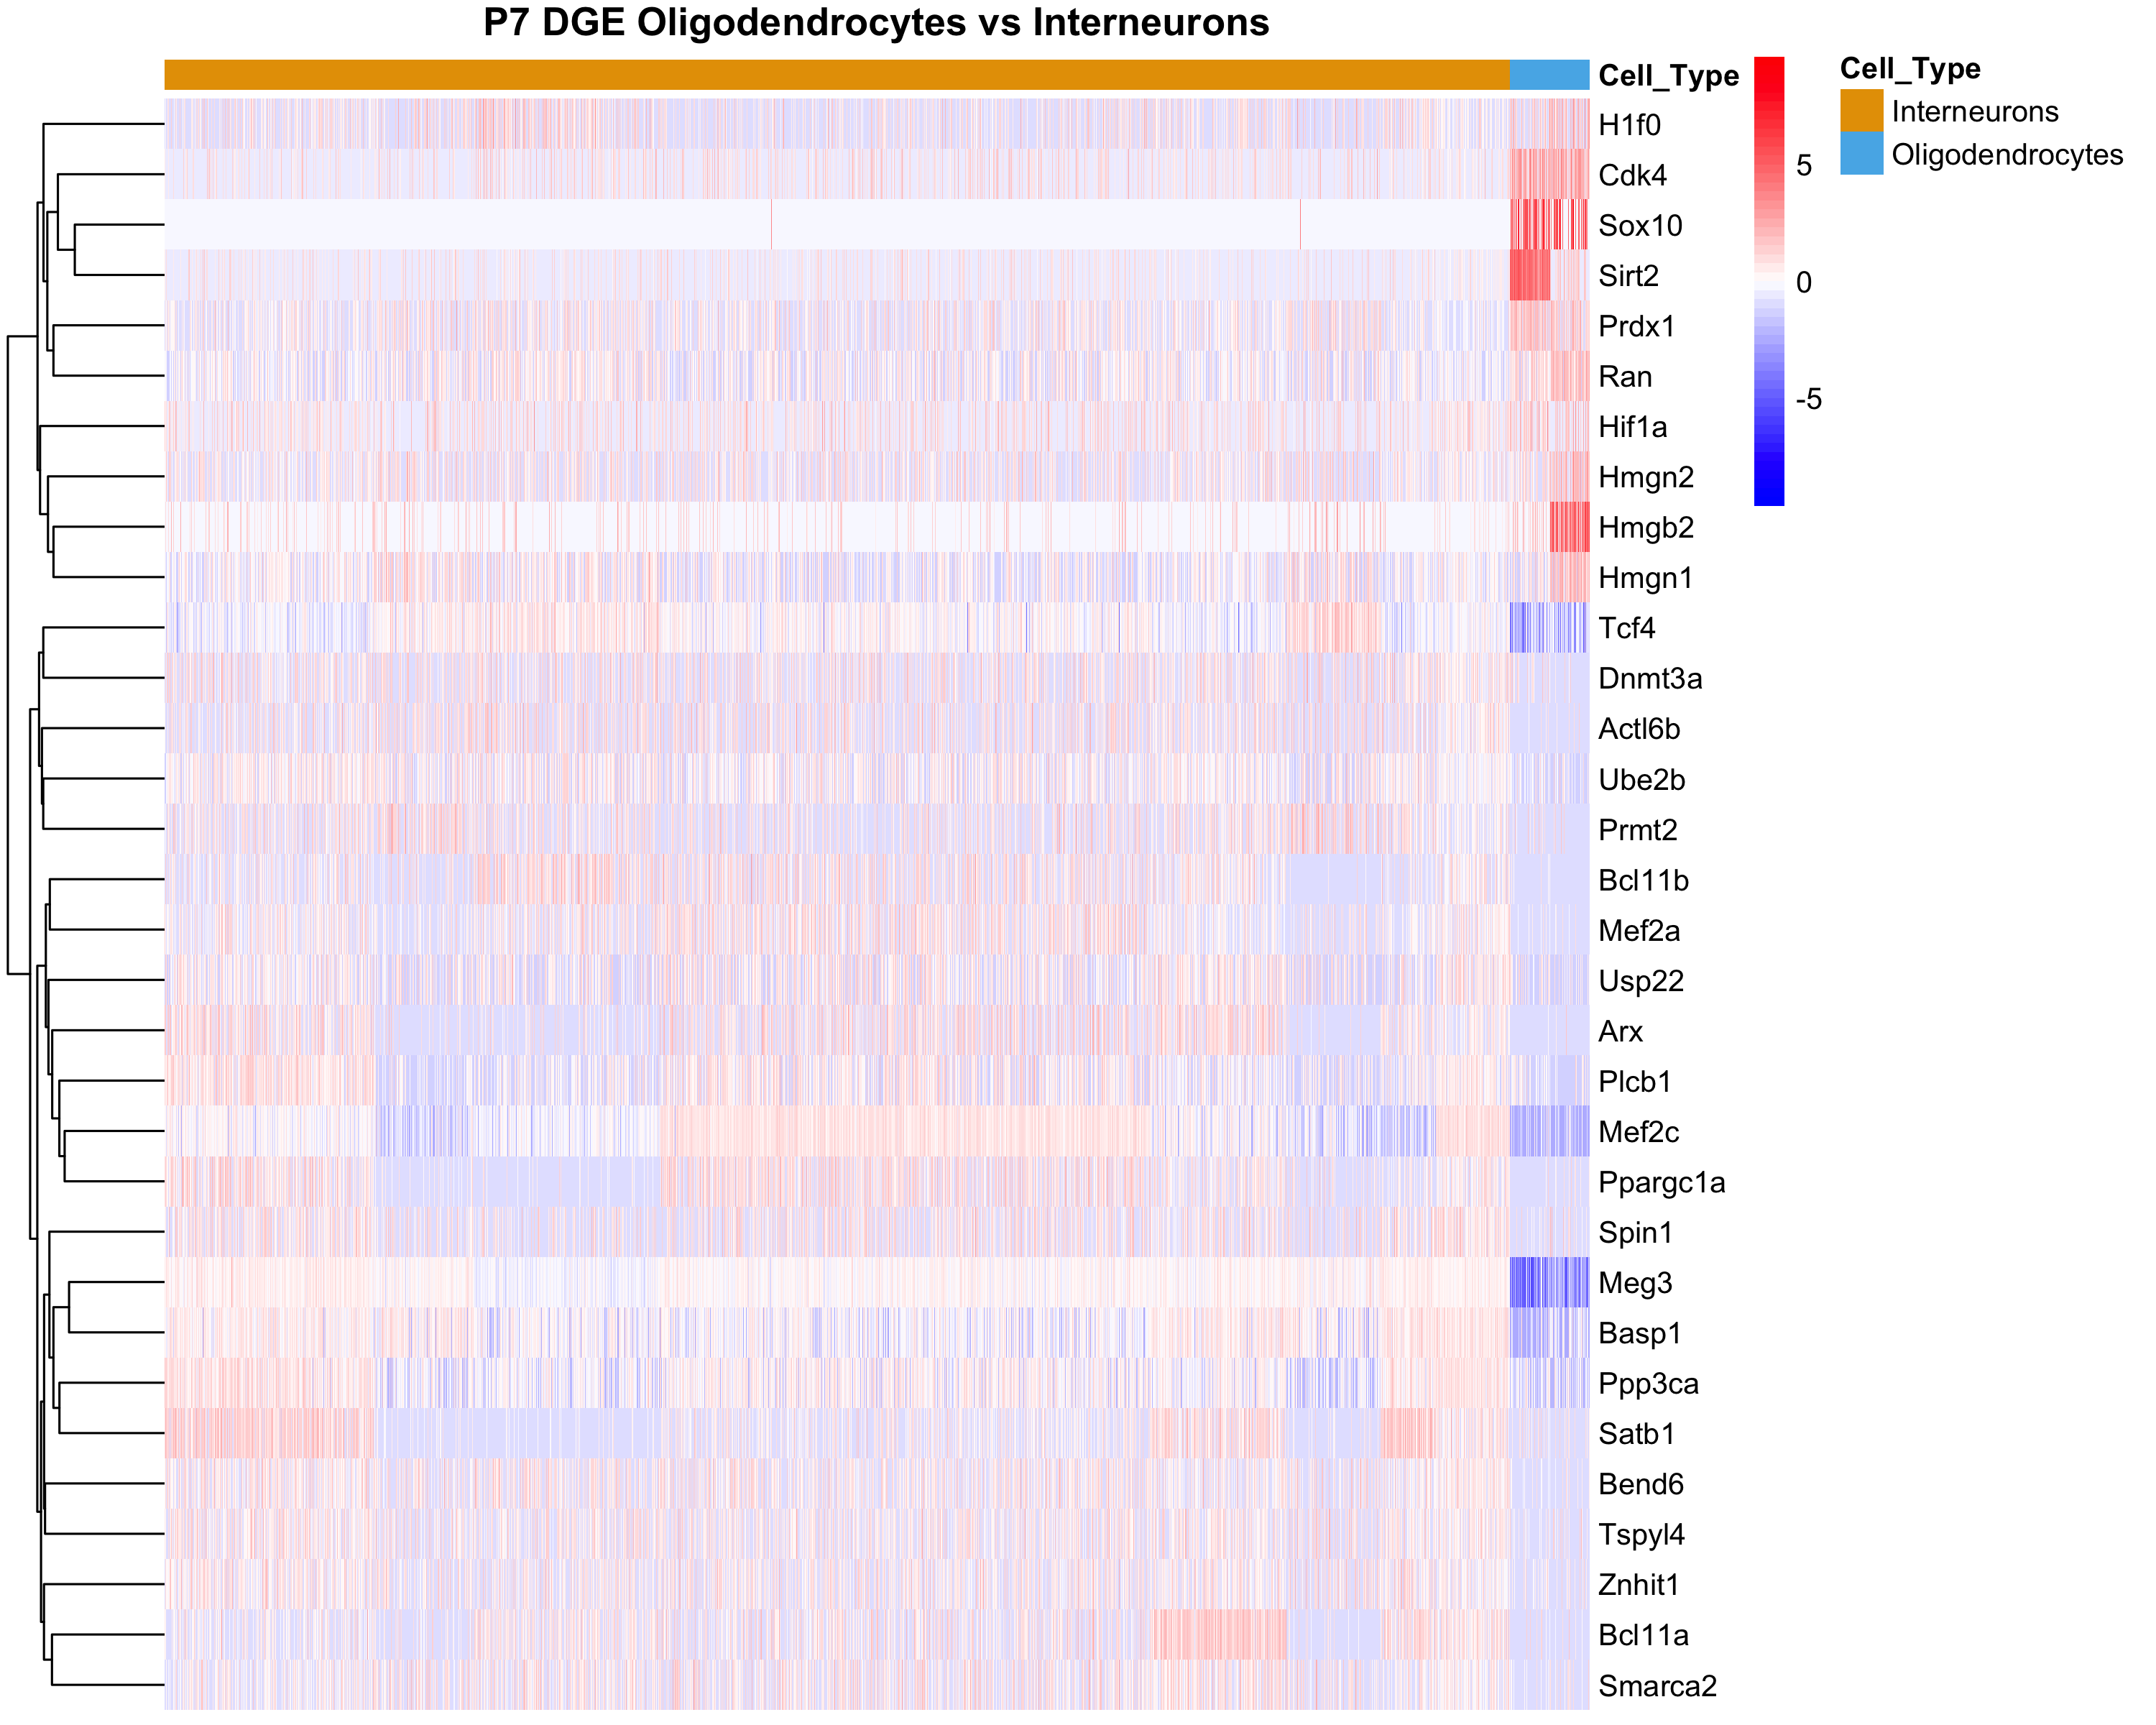 P7 DGE Oligodendrocytes vs Interneurons
Cell_Type
H1f0
Cdk4
Sox10
Sirt2
Prdx1
Ran
Hif1a
Hmgn2
Hmgb2
Hmgn1
Tcf4
Dnmt3a
Actl6b
Ube2b
Prmt2
Bcl11b
Mef2a
Usp22
Arx
Plcb1
Mef2c
Ppargc1a
Spin1
Meg3
Basp1
Ppp3ca
Satb1
Bend6
Tspyl4
Znhit1
Bcl11a
Smarca2
5
0
-5
Cell_Type
Interneurons
Oligodendrocytes